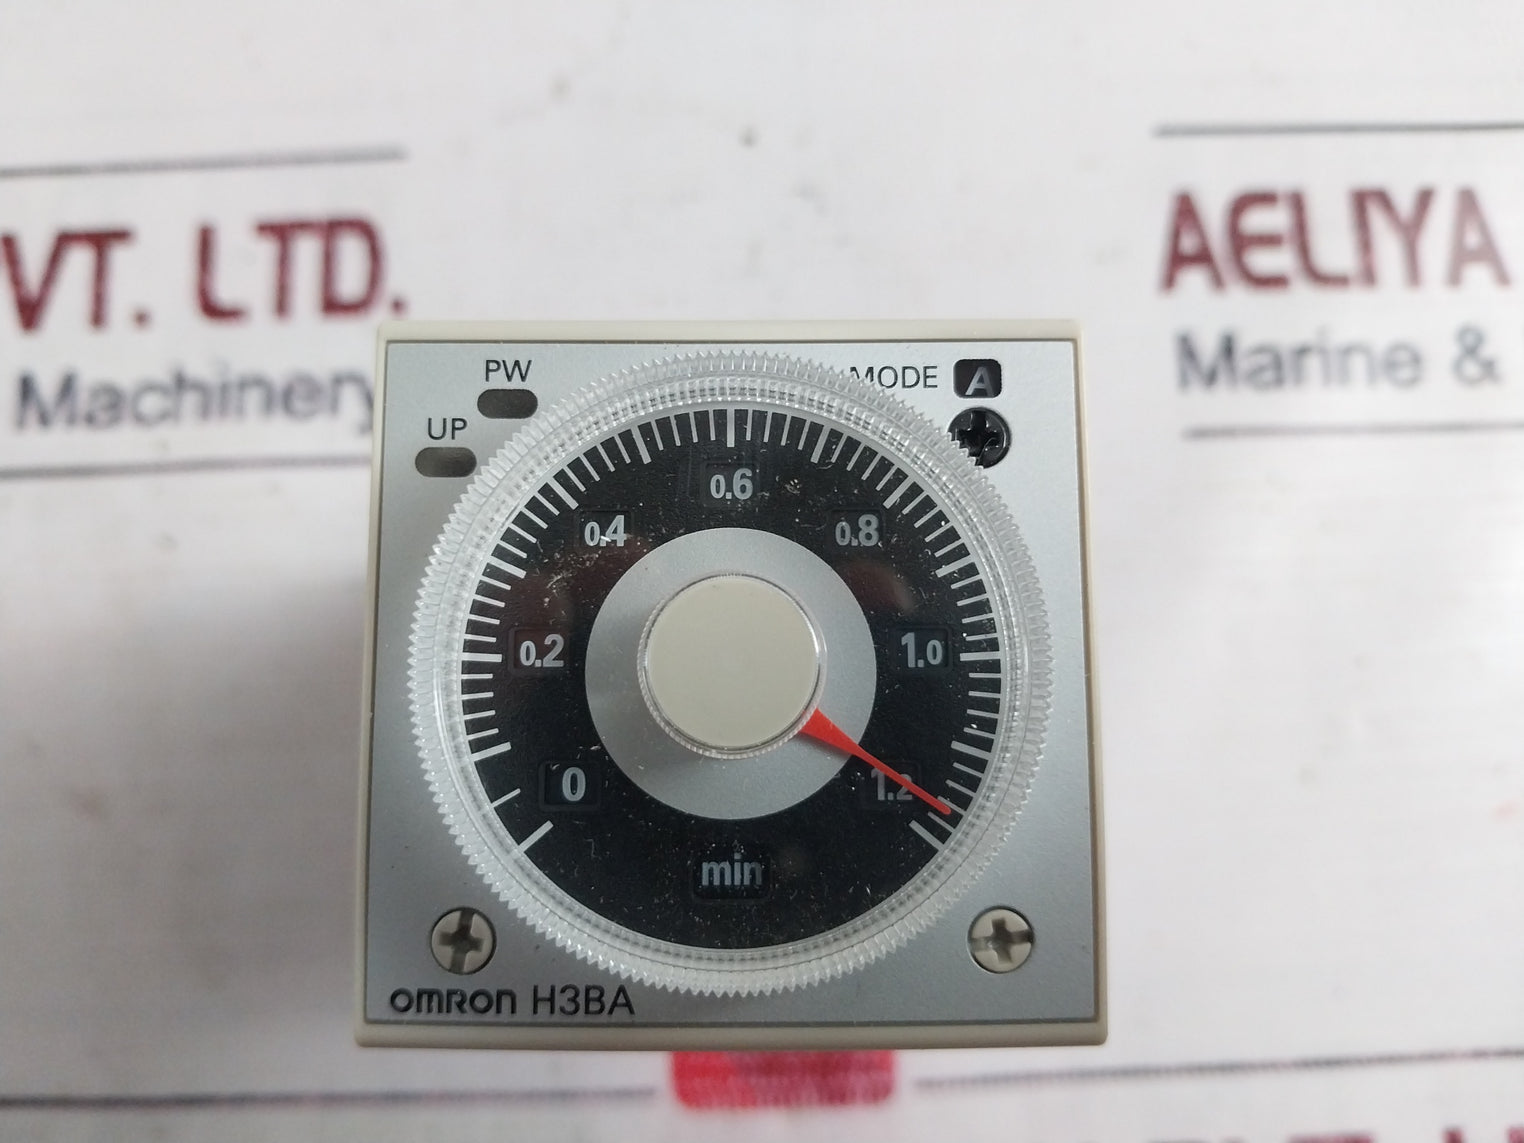 VT. LTD.
Machinery
AELIYA
Marine &
PW
UP
MODE A
0.6
0.4
0.8
0.2
1.0
0
1.2
min
OMRON H3BA